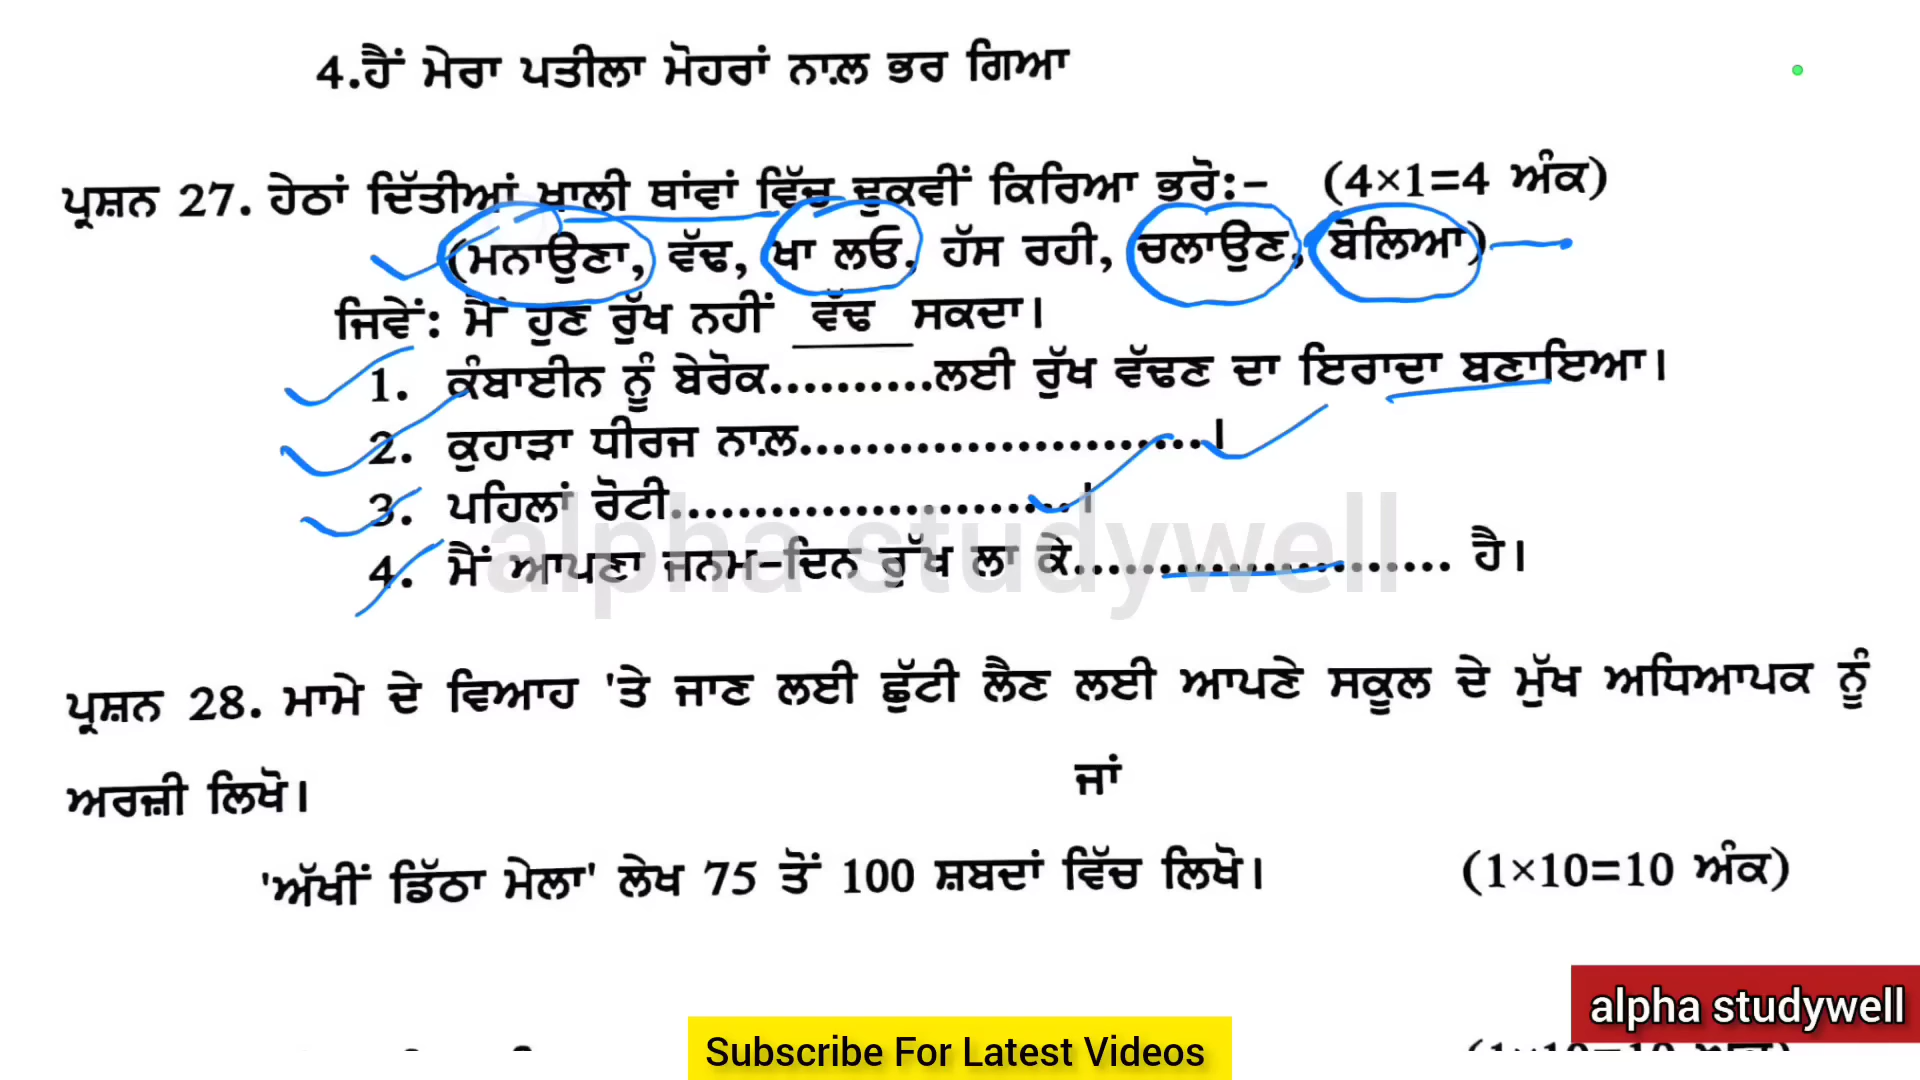 4.ਹੈਂ ਮੇਰਾ ਪਤੀਲਾ ਮੋਹਰਾਂ ਨਾਲ਼ ਭਰ ਗਿਆ
ਪ੍ਰਸ਼ਨ 27. ਹੇਠਾਂ ਦਿੱਤੀਆਂ ਖ਼ਾਲੀ ਥਾਂਵਾਂ ਵਿੱਚ ਢੁਕਵੀਂ ਕਿਰਿਆ ਭਰੋ:- (4×1=4 ਅੰਕ)
(ਮਨਾਉਣਾ, ਵੱਢ, ਖਾ ਲਓ, ਹੱਸ ਰਹੀ, ਚਲਾਉਣ, ਬੋਲਿਆ)
ਜਿਵੇਂ: ਮੈਂ ਹੁਣ ਰੁੱਖ ਨਹੀਂ ਵੱਢ ਸਕਦਾ।
1. ਕੰਬਾਈਨ ਨੂੰ ਬੇਰੋਕ..........ਲਈ ਰੁੱਖ ਵੱਢਣ ਦਾ ਇਰਾਦਾ ਬਣਾਇਆ।
2. ਕੁਹਾੜਾ ਧੀਰਜ ਨਾਲ਼.........................।
3. ਪਹਿਲਾਂ ਰੋਟੀ.........................।
4. ਮੈਂ ਆਪਣਾ ਜਨਮ-ਦਿਨ ਰੁੱਖ ਲਾ ਕੇ....................... ਹੈ।
alpha studywell
ਪ੍ਰਸ਼ਨ 28. ਮਾਮੇ ਦੇ ਵਿਆਹ 'ਤੇ ਜਾਣ ਲਈ ਛੁੱਟੀ ਲੈਣ ਲਈ ਆਪਣੇ ਸਕੂਲ ਦੇ ਮੁੱਖ ਅਧਿਆਪਕ ਨੂੰ
ਅਰਜ਼ੀ ਲਿਖੋ।
ਜਾਂ
'ਅੱਖੀਂ ਡਿੱਠਾ ਮੇਲਾ' ਲੇਖ 75 ਤੋਂ 100 ਸ਼ਬਦਾਂ ਵਿੱਚ ਲਿਖੋ। (1×10=10 ਅੰਕ)
alpha studywell
Subscribe For Latest Videos